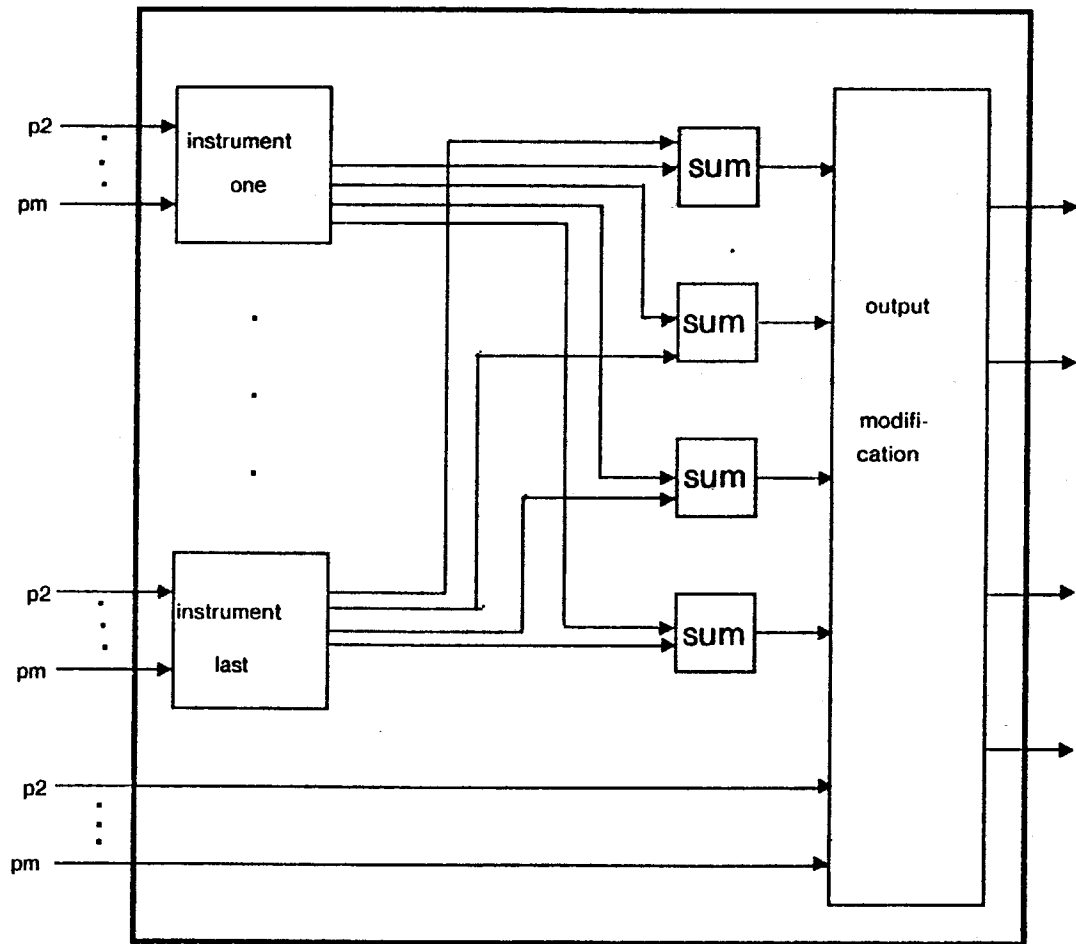 p2
pm
instrument
one
sum
sum
output
modifi-
cation
sum
p2
pm
instrument
last
sum
p2
pm